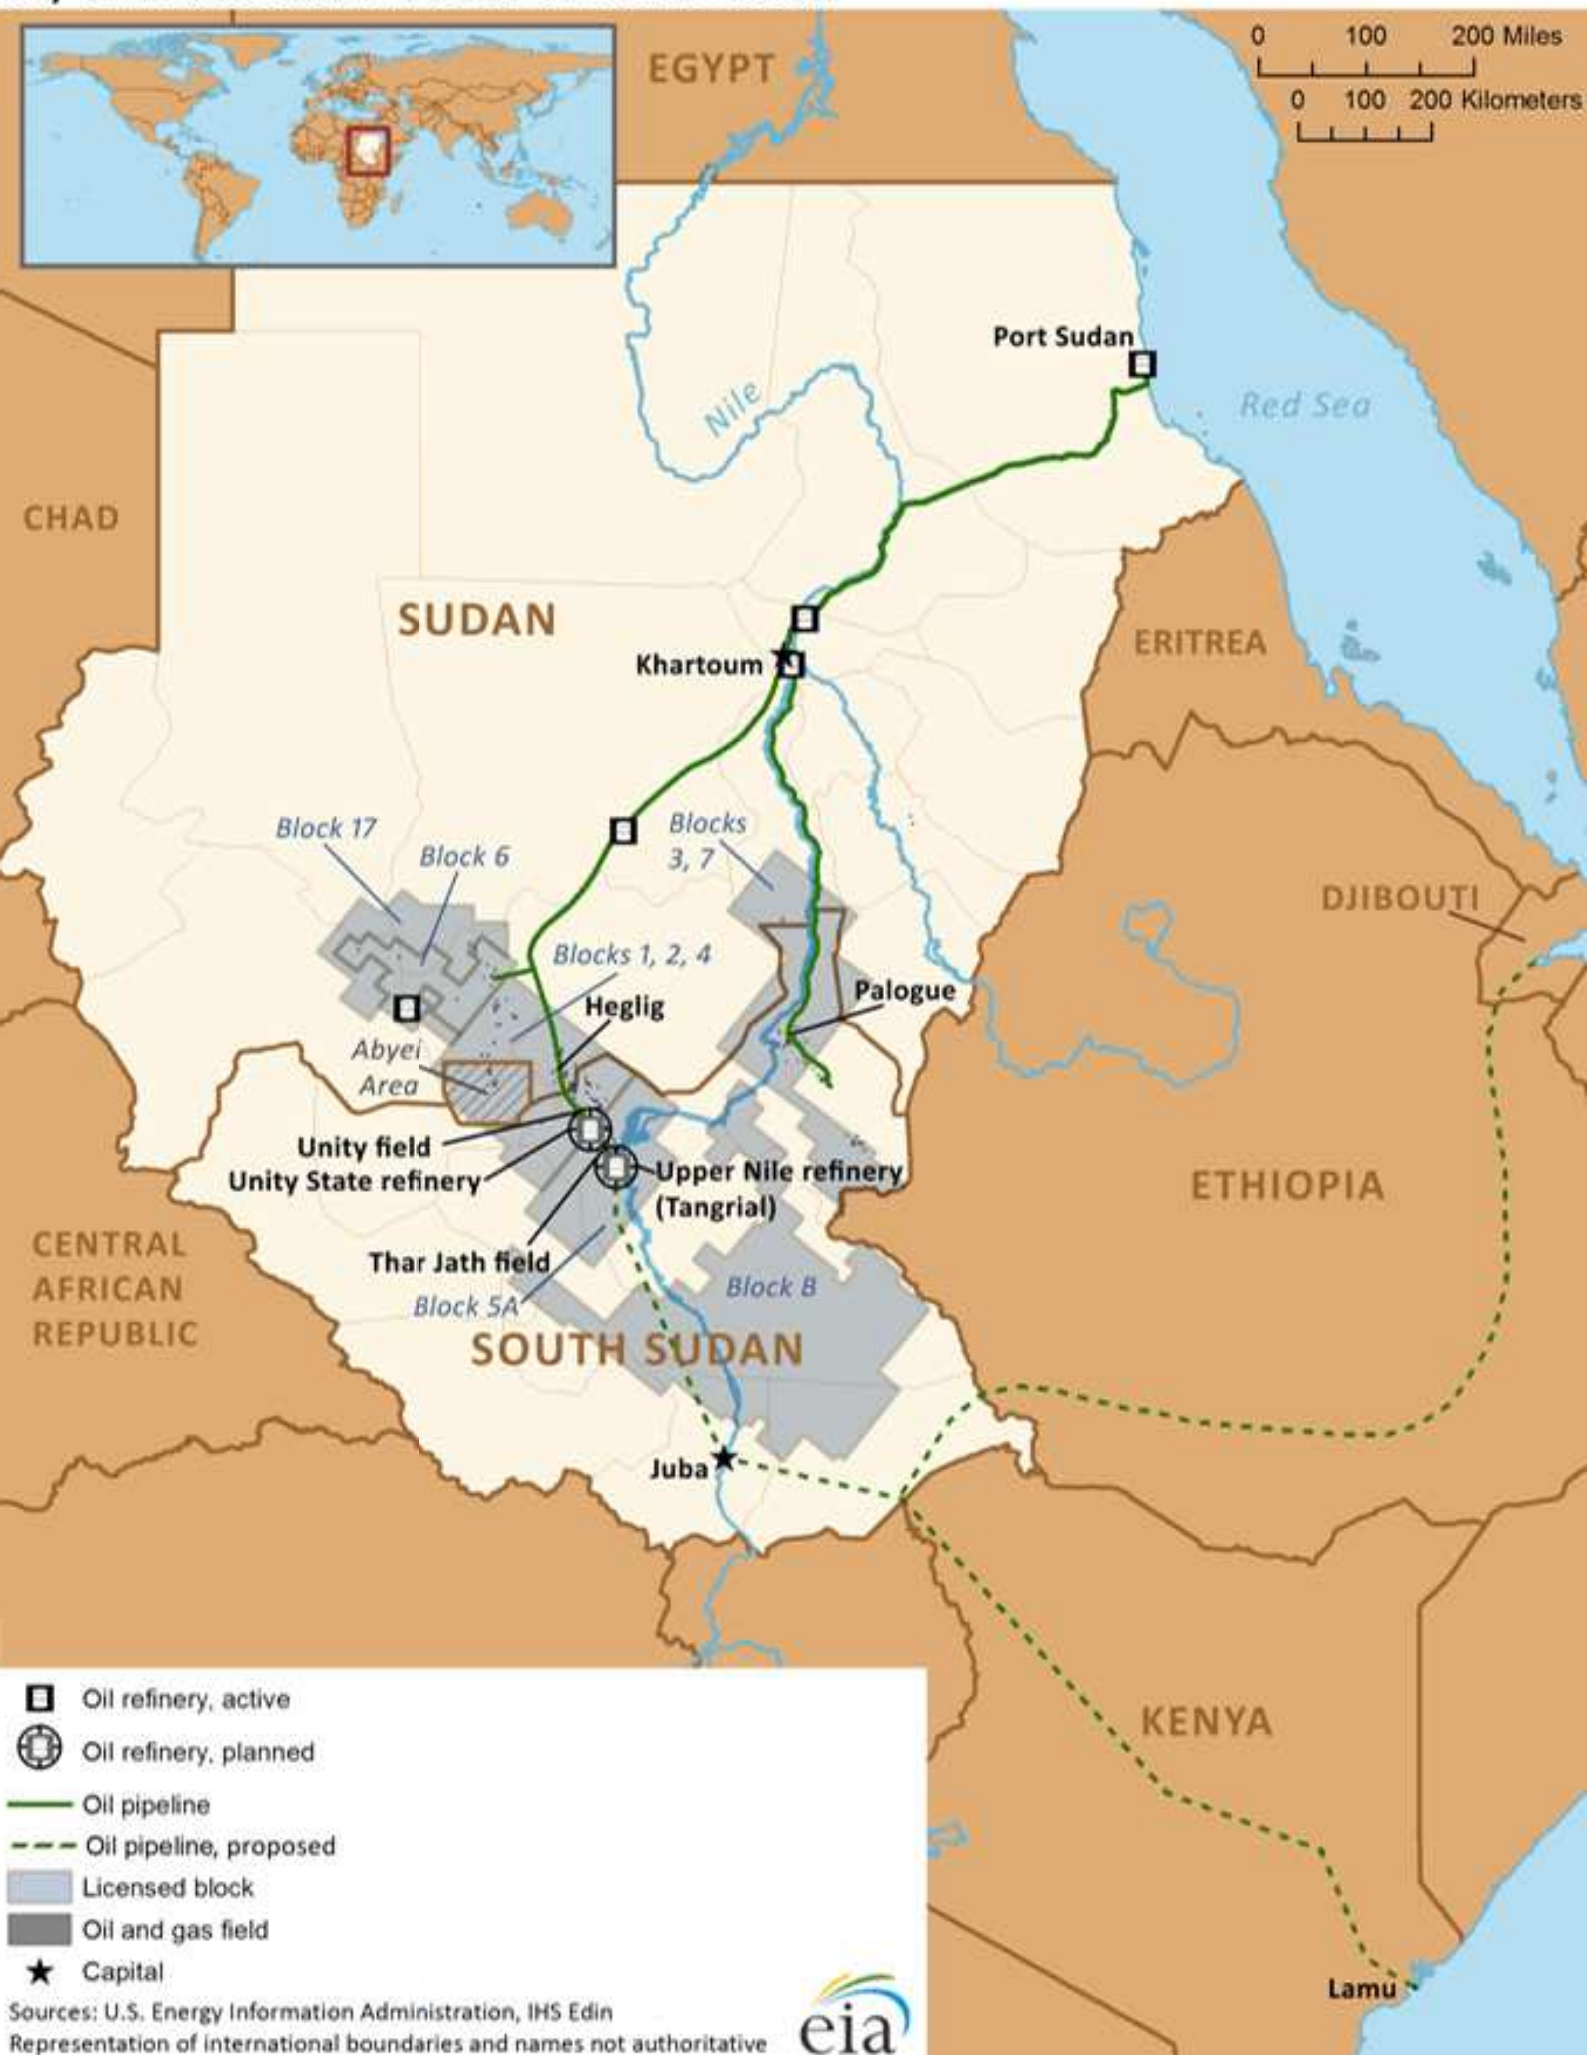 0 100 200 Miles
0 100 200 Kilometers
EGYPT
Port Sudan
Red Sea
Nile
CHAD
SUDAN
ERITREA
Khartoum
Block 17
Block 6
Blocks
3, 7
DJIBOUTI
Blocks 1, 2, 4
Heglig
Palogue
Abyei
Area
Unity field
Unity State refinery
Upper Nile refinery
(Tangrial)
ETHIOPIA
CENTRAL
AFRICAN
REPUBLIC
Thar Jath field
Block 5A
Block B
SOUTH SUDAN
Juba
KENYA
Lamu
Oil refinery, active
Oil refinery, planned
Oil pipeline
Oil pipeline, proposed
Licensed block
Oil and gas field
Capital
Sources: U.S. Energy Information Administration, IHS Edin
Representation of international boundaries and names not authoritative
eia